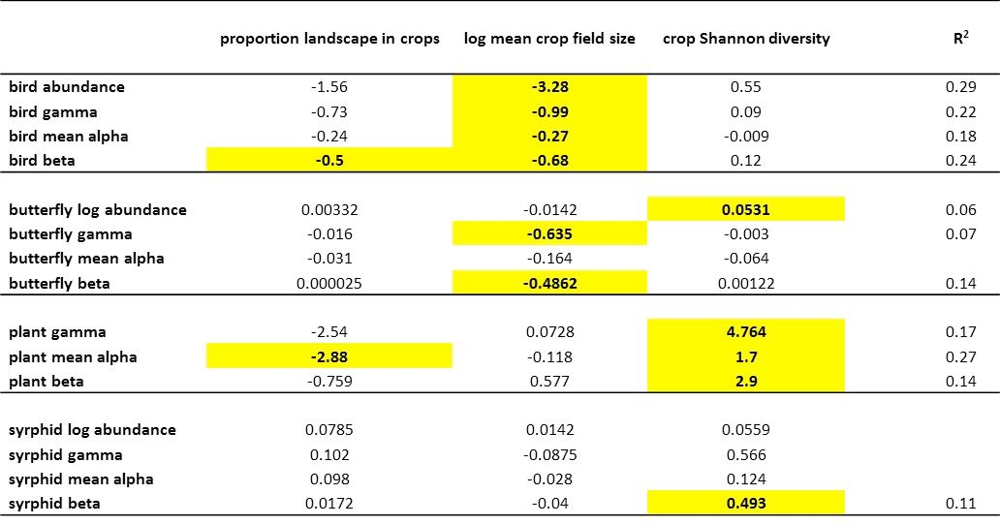 proportion landscape in crops log mean crop field size crop Shannon diversity R²
bird abundance -1.56 -3.28 0.55 0.29
bird gamma -0.73 -0.99 0.09 0.22
bird mean alpha -0.24 -0.27 -0.009 0.18
bird beta -0.5 -0.68 0.12 0.24
butterfly log abundance 0.00332 -0.0142 0.0531 0.06
butterfly gamma -0.016 -0.635 -0.003 0.07
butterfly mean alpha -0.031 -0.164 -0.064
butterfly beta 0.000025 -0.4862 0.00122 0.14
plant gamma -2.54 0.0728 4.764 0.17
plant mean alpha -2.88 -0.118 1.7 0.27
plant beta -0.759 0.577 2.9 0.14
syrphid log abundance 0.0785 0.0142 0.0559
syrphid gamma 0.102 -0.0875 0.566
syrphid mean alpha 0.098 -0.028 0.124
syrphid beta 0.0172 -0.04 0.493 0.11